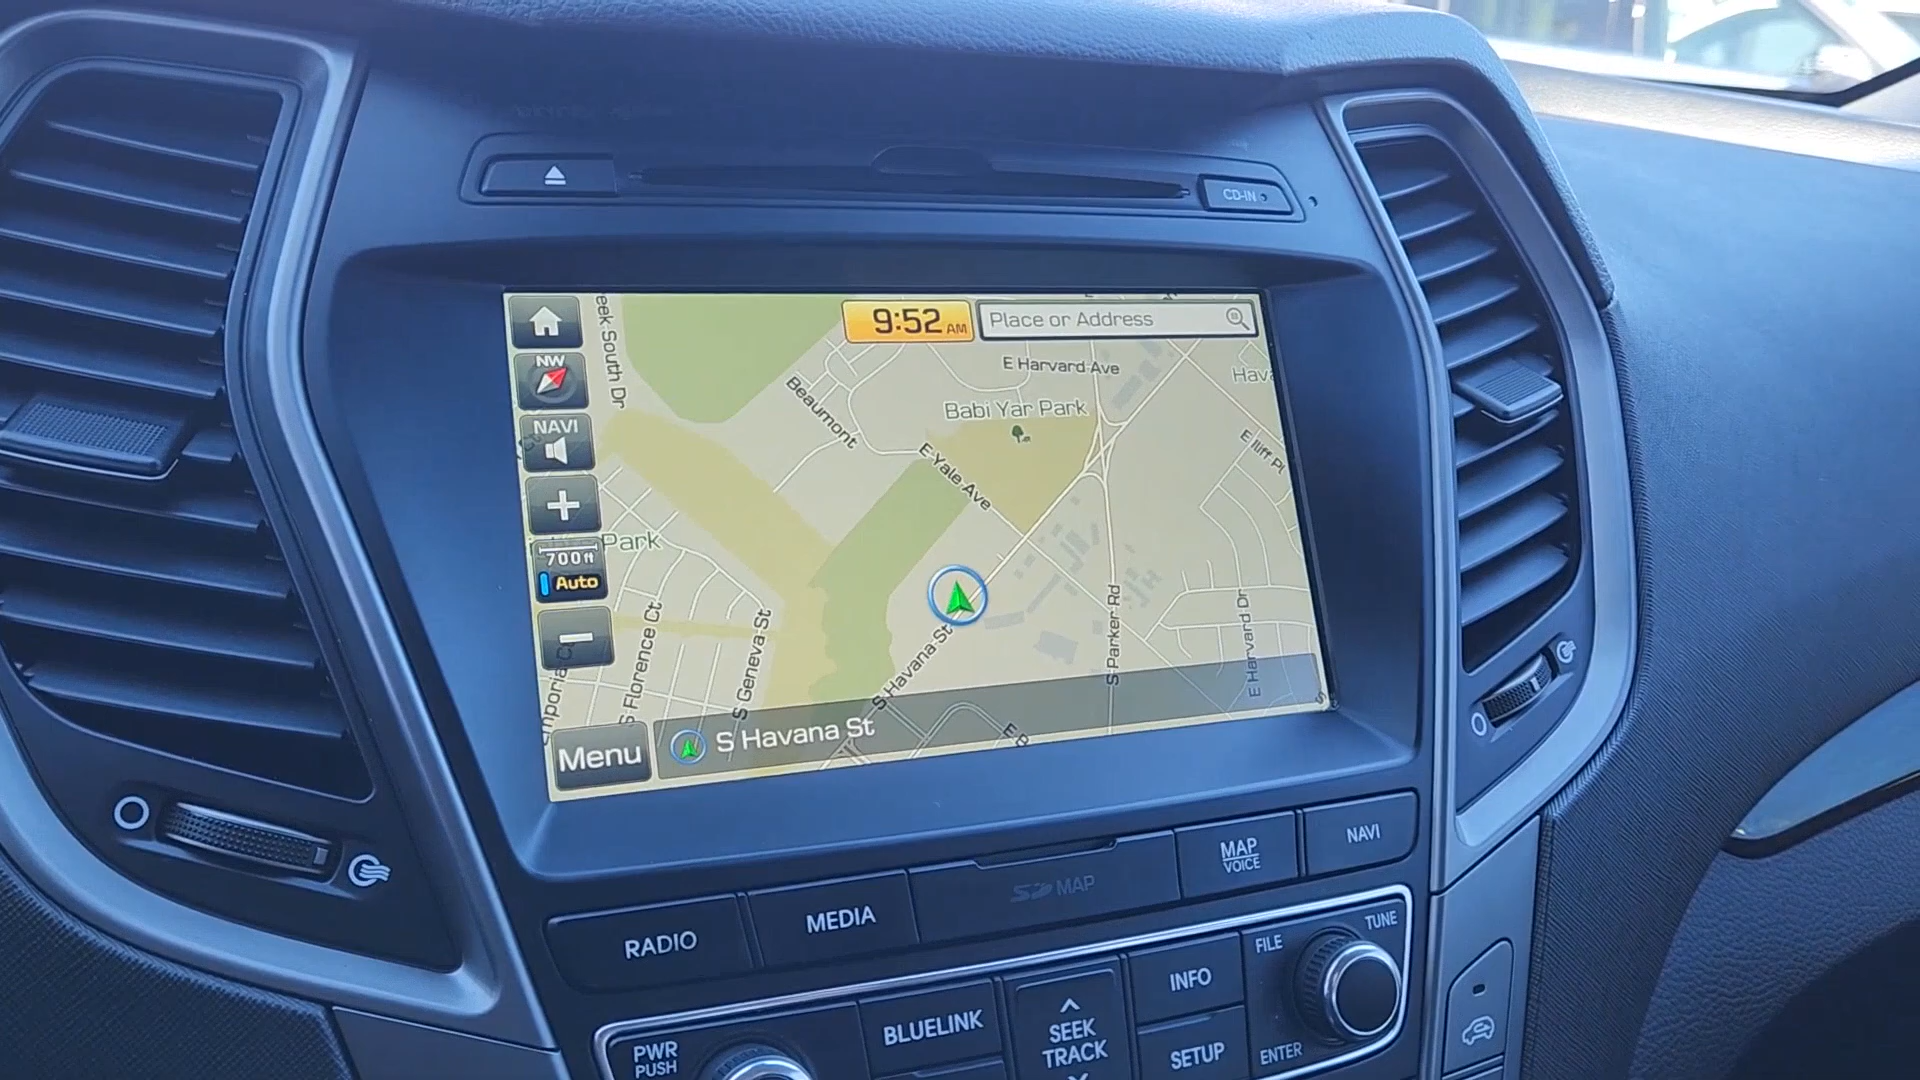 CD-IN
9:52 AM
Place or Address
NW
NAVI
700ft
Auto
Menu
S Havana St
eek South Dr
Beaumont
E Harvard Ave
Hava
Babi Yar Park
E Yale Ave
E Iliff Pl
Park
S Florence Ct
S Geneva St
S Havana St
S Parker Rd
E Harvard Dr
RADIO
MEDIA
SD MAP
MAP
VOICE
NAVI
PWR
PUSH
BLUELINK
SEEK
TRACK
INFO
SETUP
FILE
TUNE
ENTER